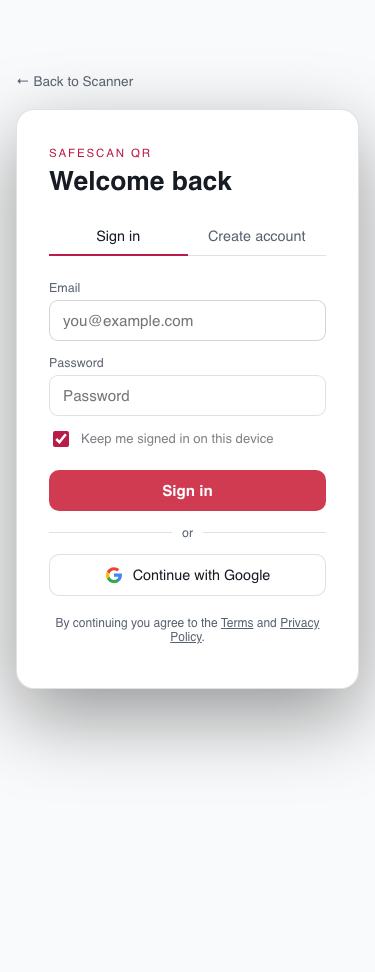 ← Back to Scanner
SAFESCAN QR
Welcome back
Sign in
Create account
Email
you@example.com
Password
Password
Keep me signed in on this device
Sign in
or
Continue with Google
By continuing you agree to the Terms and Privacy
Policy.